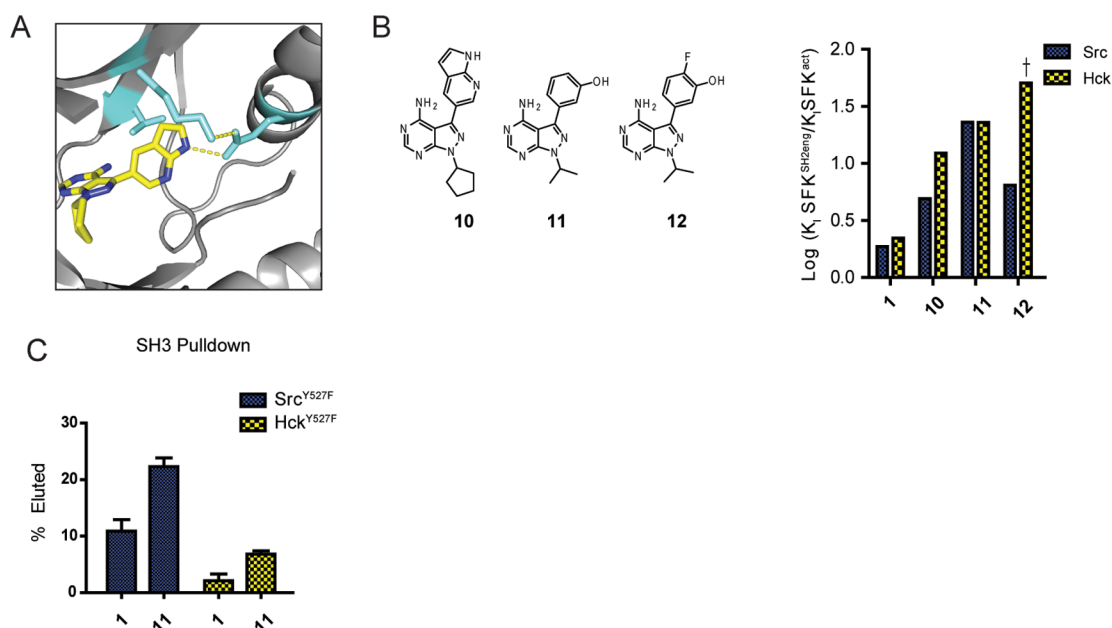 A
B
H
N
NH
N
NH2
N
N
N
N
10
OH
NH2
N
N
N
N
11
F
OH
NH2
N
N
N
N
12
Log (KI SFKSH2eng/KISFKact)
2.0
1.5
1.0
0.5
0.0
†
1
10
11
12
Src
Hck
C
SH3 Pulldown
SrcY527F
HckY527F
% Eluted
30
20
10
0
1
11
1
11